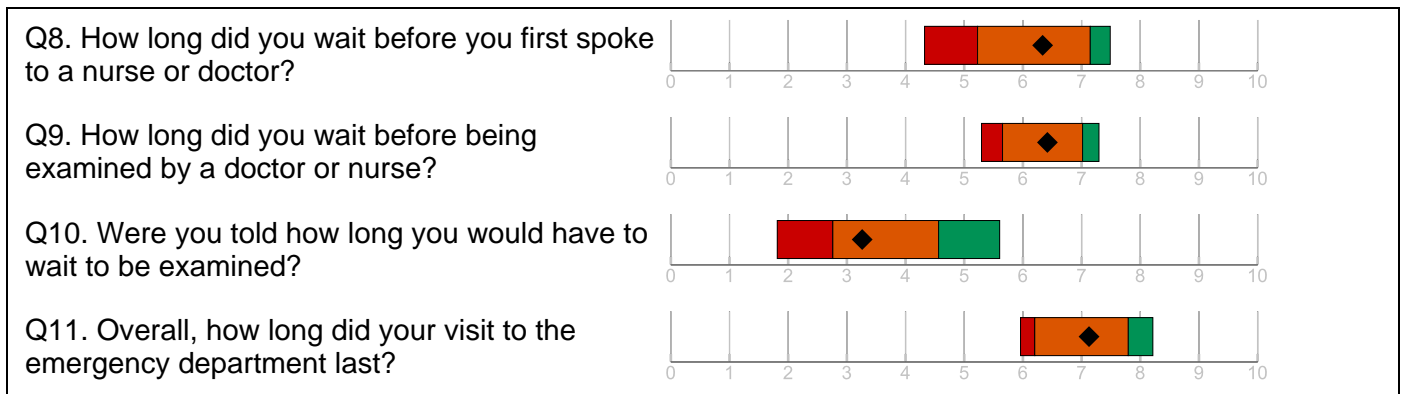 Q8. How long did you wait before you first spoke
to a nurse or doctor?
0 1 2 3 4 5 6 7 8 9 10
Q9. How long did you wait before being
examined by a doctor or nurse?
0 1 2 3 4 5 6 7 8 9 10
Q10. Were you told how long you would have to
wait to be examined?
0 1 2 3 4 5 6 7 8 9 10
Q11. Overall, how long did your visit to the
emergency department last?
0 1 2 3 4 5 6 7 8 9 10